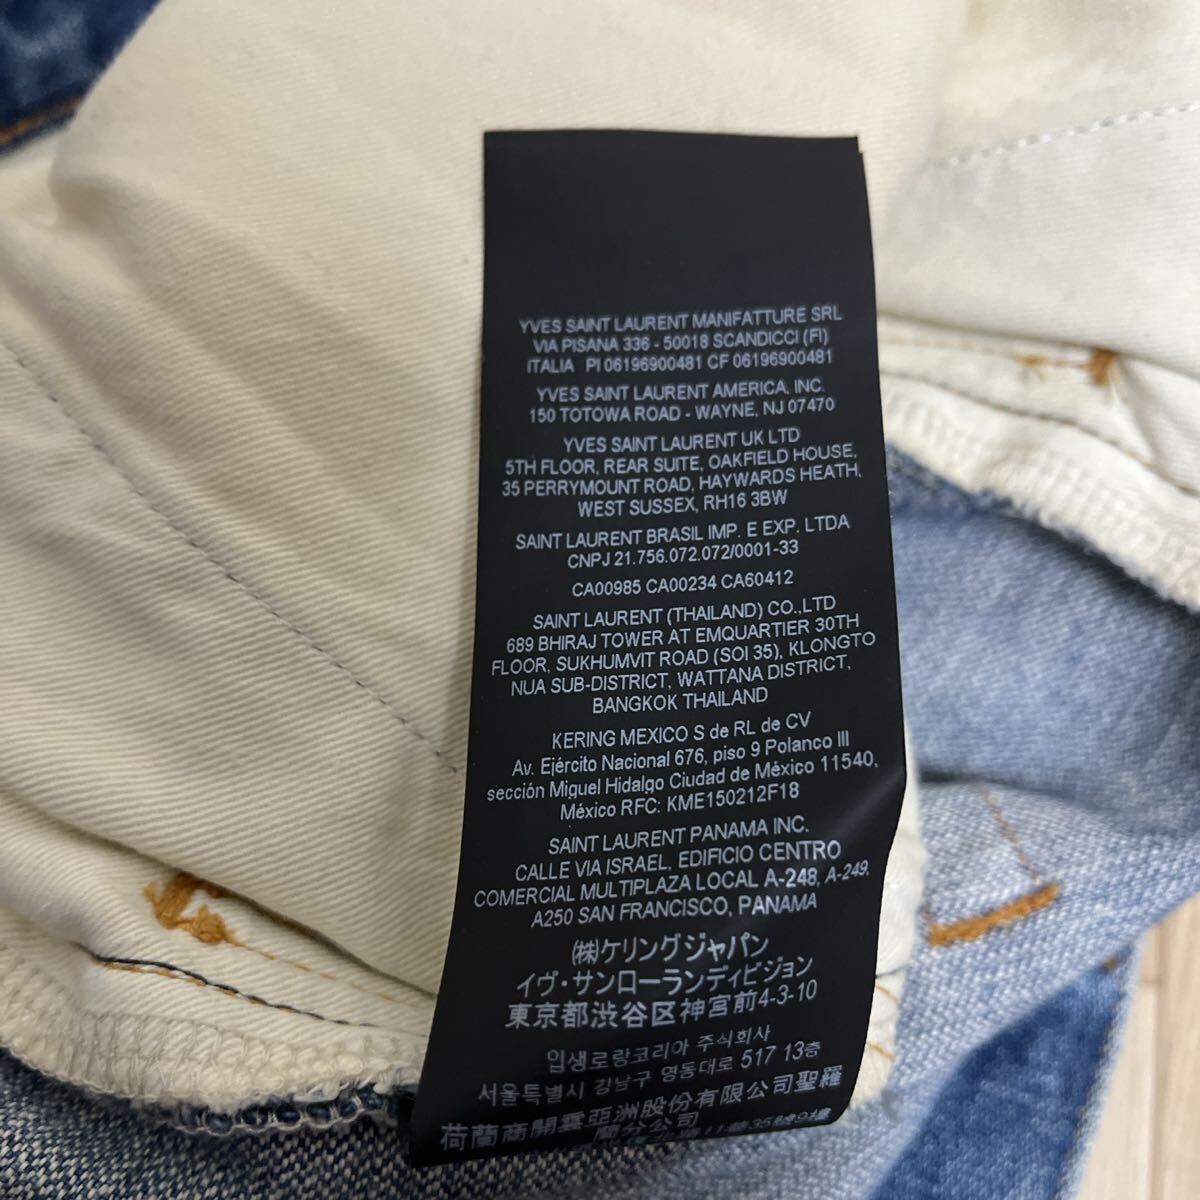 YVES SAINT LAURENT MANIFATTURE SRL
VIA PISANA 336 - 50018 SCANDICCI (FI)
ITALIA PI 06196900481 CF 06196900481
YVES SAINT LAURENT AMERICA, INC.
150 TOTOWA ROAD - WAYNE, NJ 07470
YVES SAINT LAURENT UK LTD
5TH FLOOR, REAR SUITE, OAKFIELD HOUSE,
35 PERRYMOUNT ROAD, HAYWARDS HEATH,
WEST SUSSEX, RH16 3BW
SAINT LAURENT BRASIL IMP. E EXP. LTDA
CNPJ 21.756.072.072/0001-33
CA00985 CA00234 CA60412
SAINT LAURENT (THAILAND) CO.,LTD
689 BHIRAJ TOWER AT EMQUARTIER 30TH
FLOOR, SUKHUMVIT ROAD (SOI 35), KLONGTO
NUA SUB-DISTRICT, WATTANA DISTRICT,
BANGKOK THAILAND
KERING MEXICO S de RL de CV
Av. Ejército Nacional 676, piso 9 Polanco III
sección Miguel Hidalgo Ciudad de México 11540,
México RFC: KME150212F18
SAINT LAURENT PANAMA INC.
CALLE VIA ISRAEL, EDIFICIO CENTRO
COMERCIAL MULTIPLAZA LOCAL A-248, A-249,
A250 SAN FRANCISCO, PANAMA
㈱ケリングジャパン
イヴ・サンローランディビジョン
東京都渋谷区神宮前4-3-10
입생로랑코리아 주식회사
서울특별시 강남구 영동대로 517 13층
荷蘭商開雲亞洲股份有限公司聖羅
蘭分公司